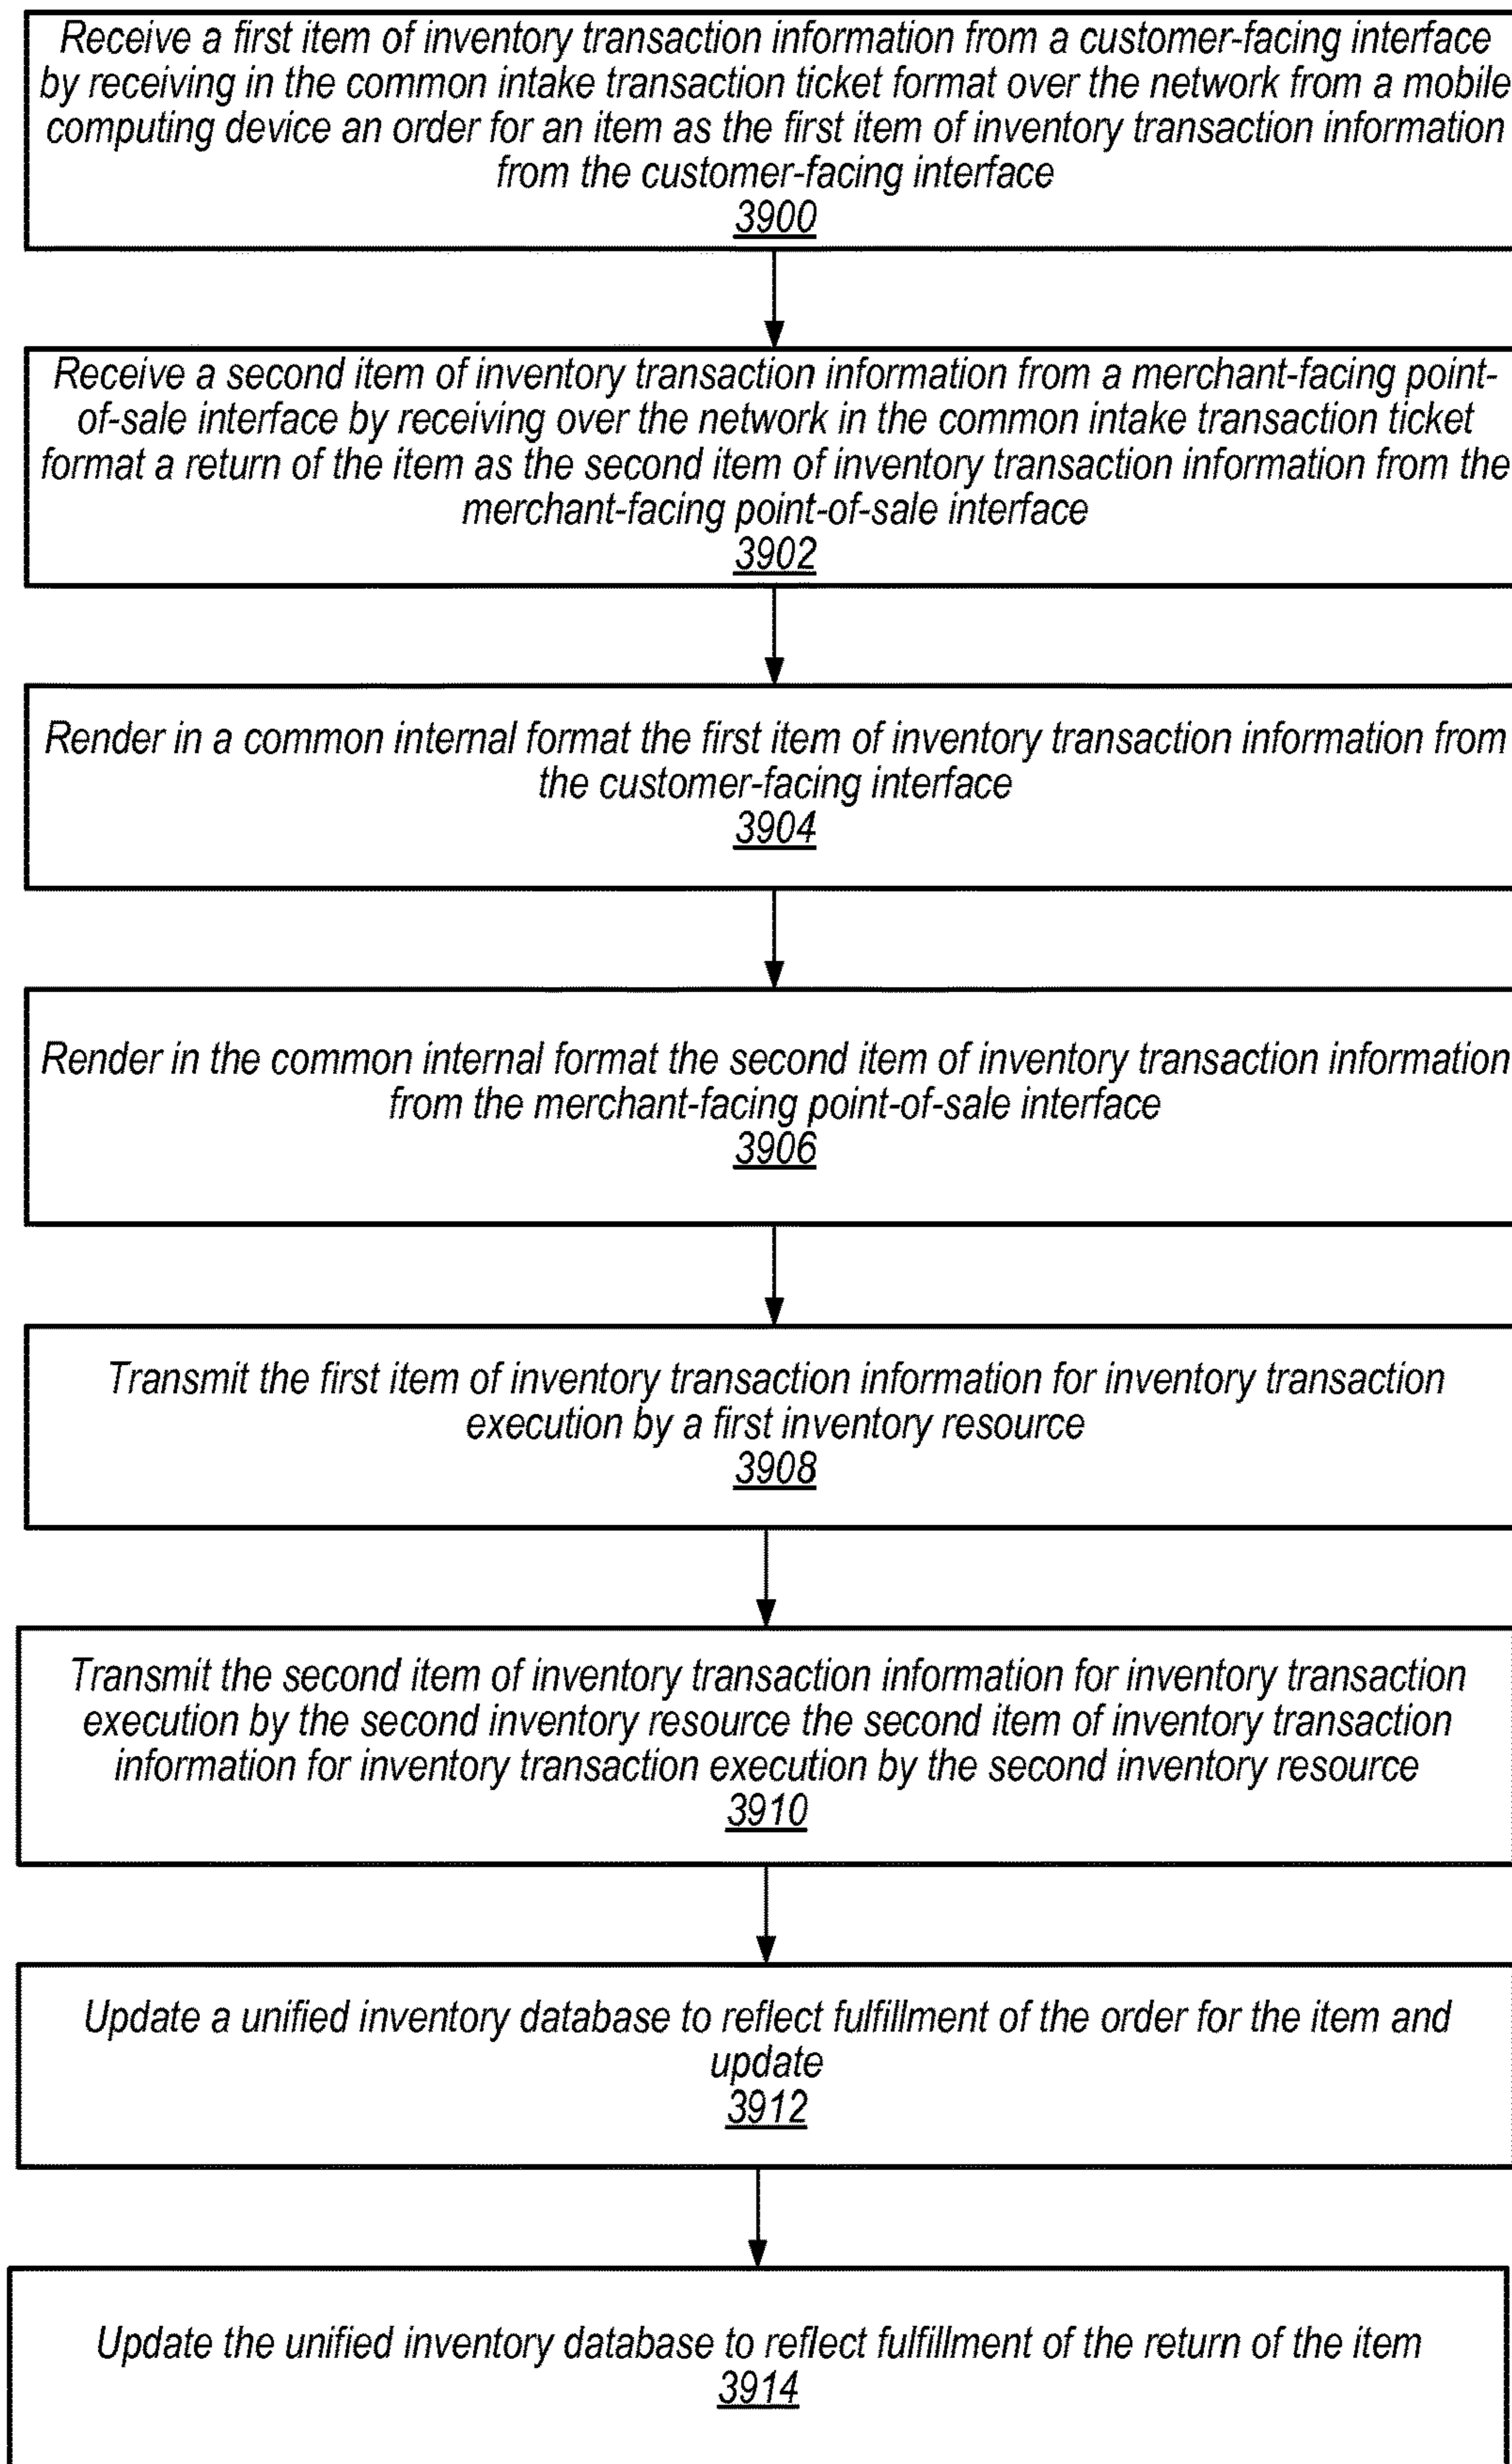 Receive a first item of inventory transaction information from a customer-facing interface
by receiving in the common intake transaction ticket format over the network from a mobile
computing device an order for an item as the first item of inventory transaction information
from the customer-facing interface
3900
Receive a second item of inventory transaction information from a merchant-facing point-
of-sale interface by receiving over the network in the common intake transaction ticket
format a return of the item as the second item of inventory transaction information from the
merchant-facing point-of-sale interface
3902
Render in a common internal format the first item of inventory transaction information from
the customer-facing interface
3904
Render in the common internal format the second item of inventory transaction information
from the merchant-facing point-of-sale interface
3906
Transmit the first item of inventory transaction information for inventory transaction
execution by a first inventory resource
3908
Transmit the second item of inventory transaction information for inventory transaction
execution by the second inventory resource the second item of inventory transaction
information for inventory transaction execution by the second inventory resource
3910
Update a unified inventory database to reflect fulfillment of the order for the item and
update
3912
Update the unified inventory database to reflect fulfillment of the return of the item
3914